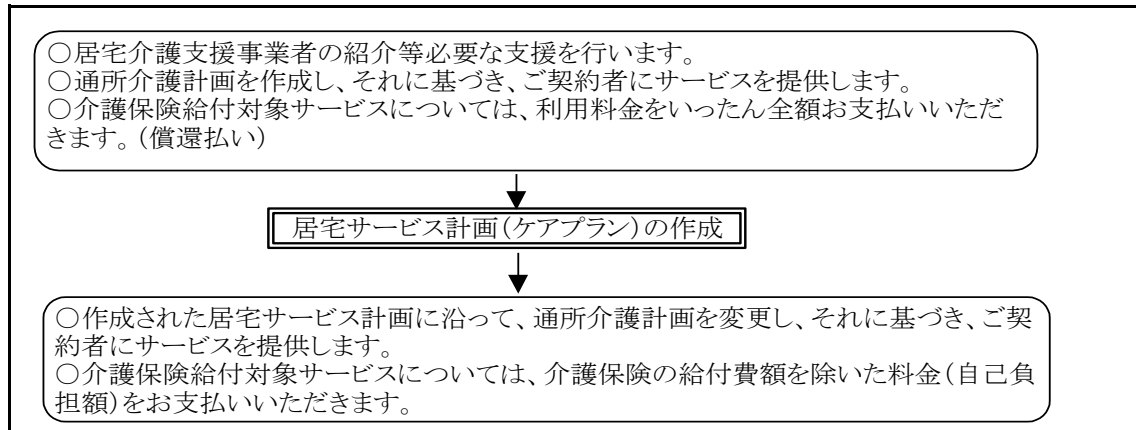 ○居宅介護支援事業者の紹介等必要な支援を行います。
○通所介護計画を作成し、それに基づき、ご契約者にサービスを提供します。
○介護保険給付対象サービスについては、利用料金をいったん全額お支払いいただ
きます。(償還払い)
居宅サービス計画(ケアプラン)の作成
○作成された居宅サービス計画に沿って、通所介護計画を変更し、それに基づき、ご契
約者にサービスを提供します。
○介護保険給付対象サービスについては、介護保険の給付費額を除いた料金(自己負
担額)をお支払いいただきます。